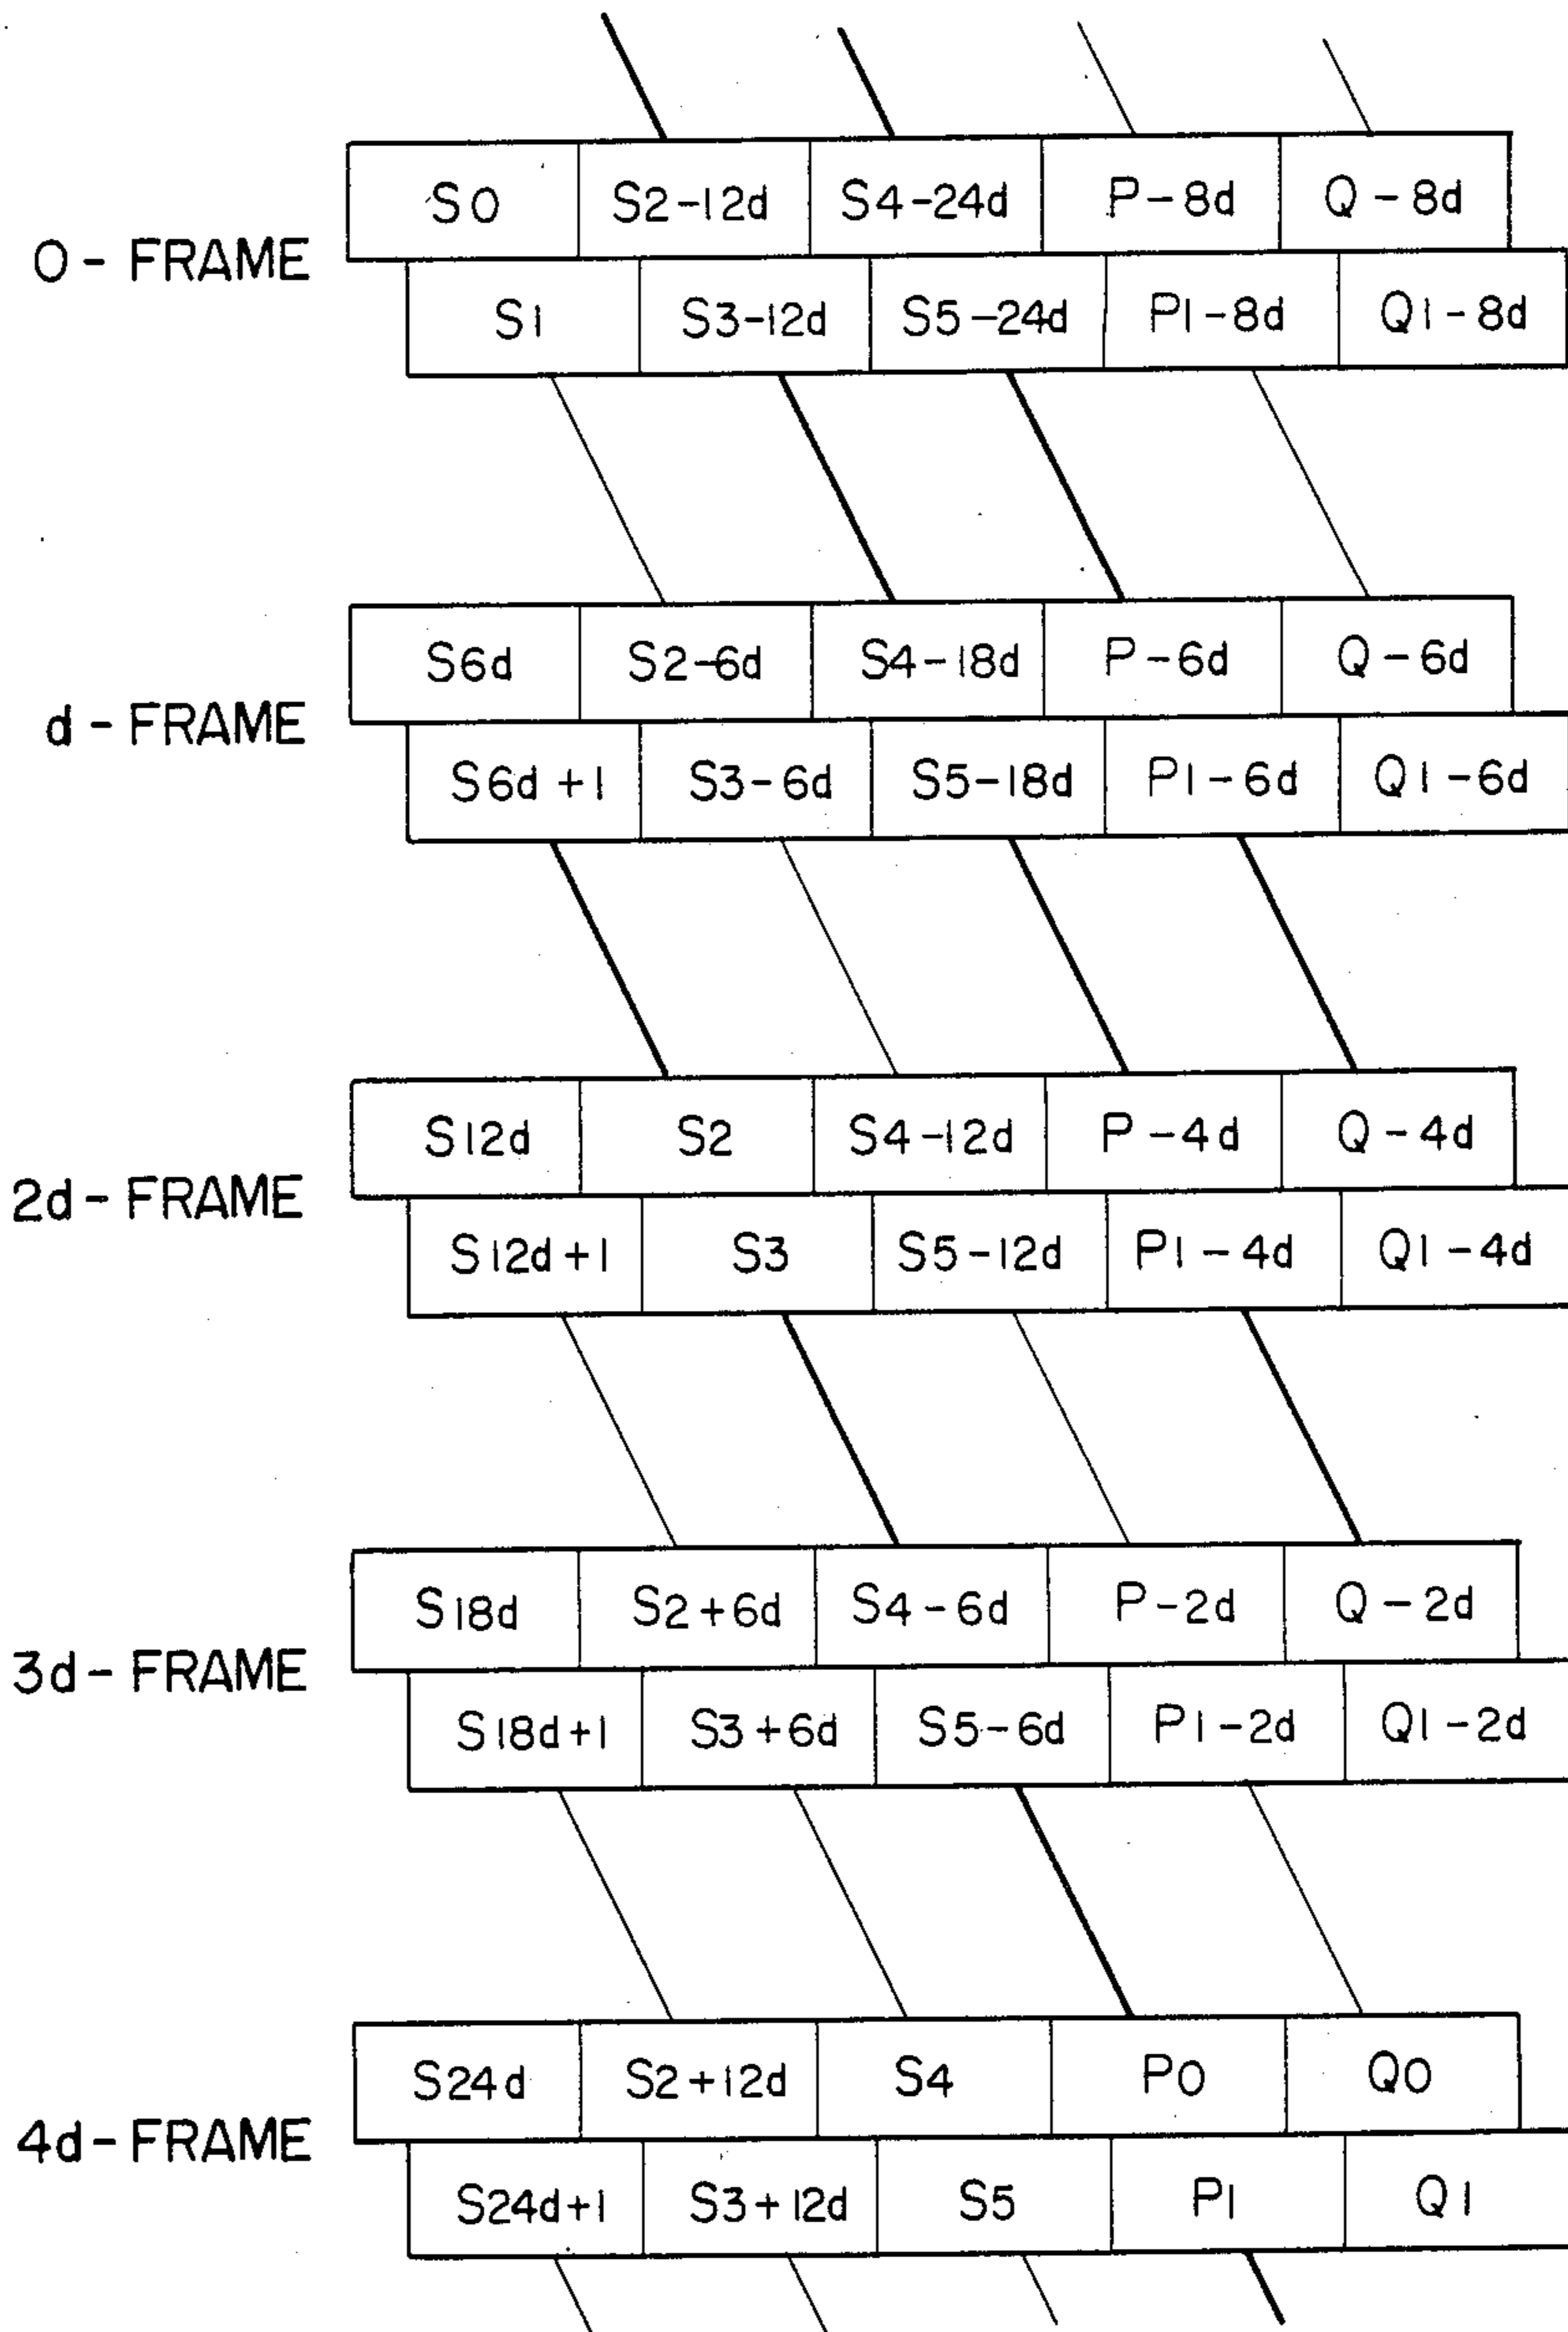 S0 S2-12d S4-24d P-8d Q-8d
0-FRAME
S1 S3-12d S5-24d P1-8d Q1-8d
S6d S2-6d S4-18d P-6d Q-6d
d-FRAME
S6d+1 S3-6d S5-18d P1-6d Q1-6d
S12d S2 S4-12d P-4d Q-4d
2d-FRAME
S12d+1 S3 S5-12d P1-4d Q1-4d
S18d S2+6d S4-6d P-2d Q-2d
3d-FRAME
S18d+1 S3+6d S5-6d P1-2d Q1-2d
S24d S2+12d S4 P0 Q0
4d-FRAME
S24d+1 S3+12d S5 P1 Q1